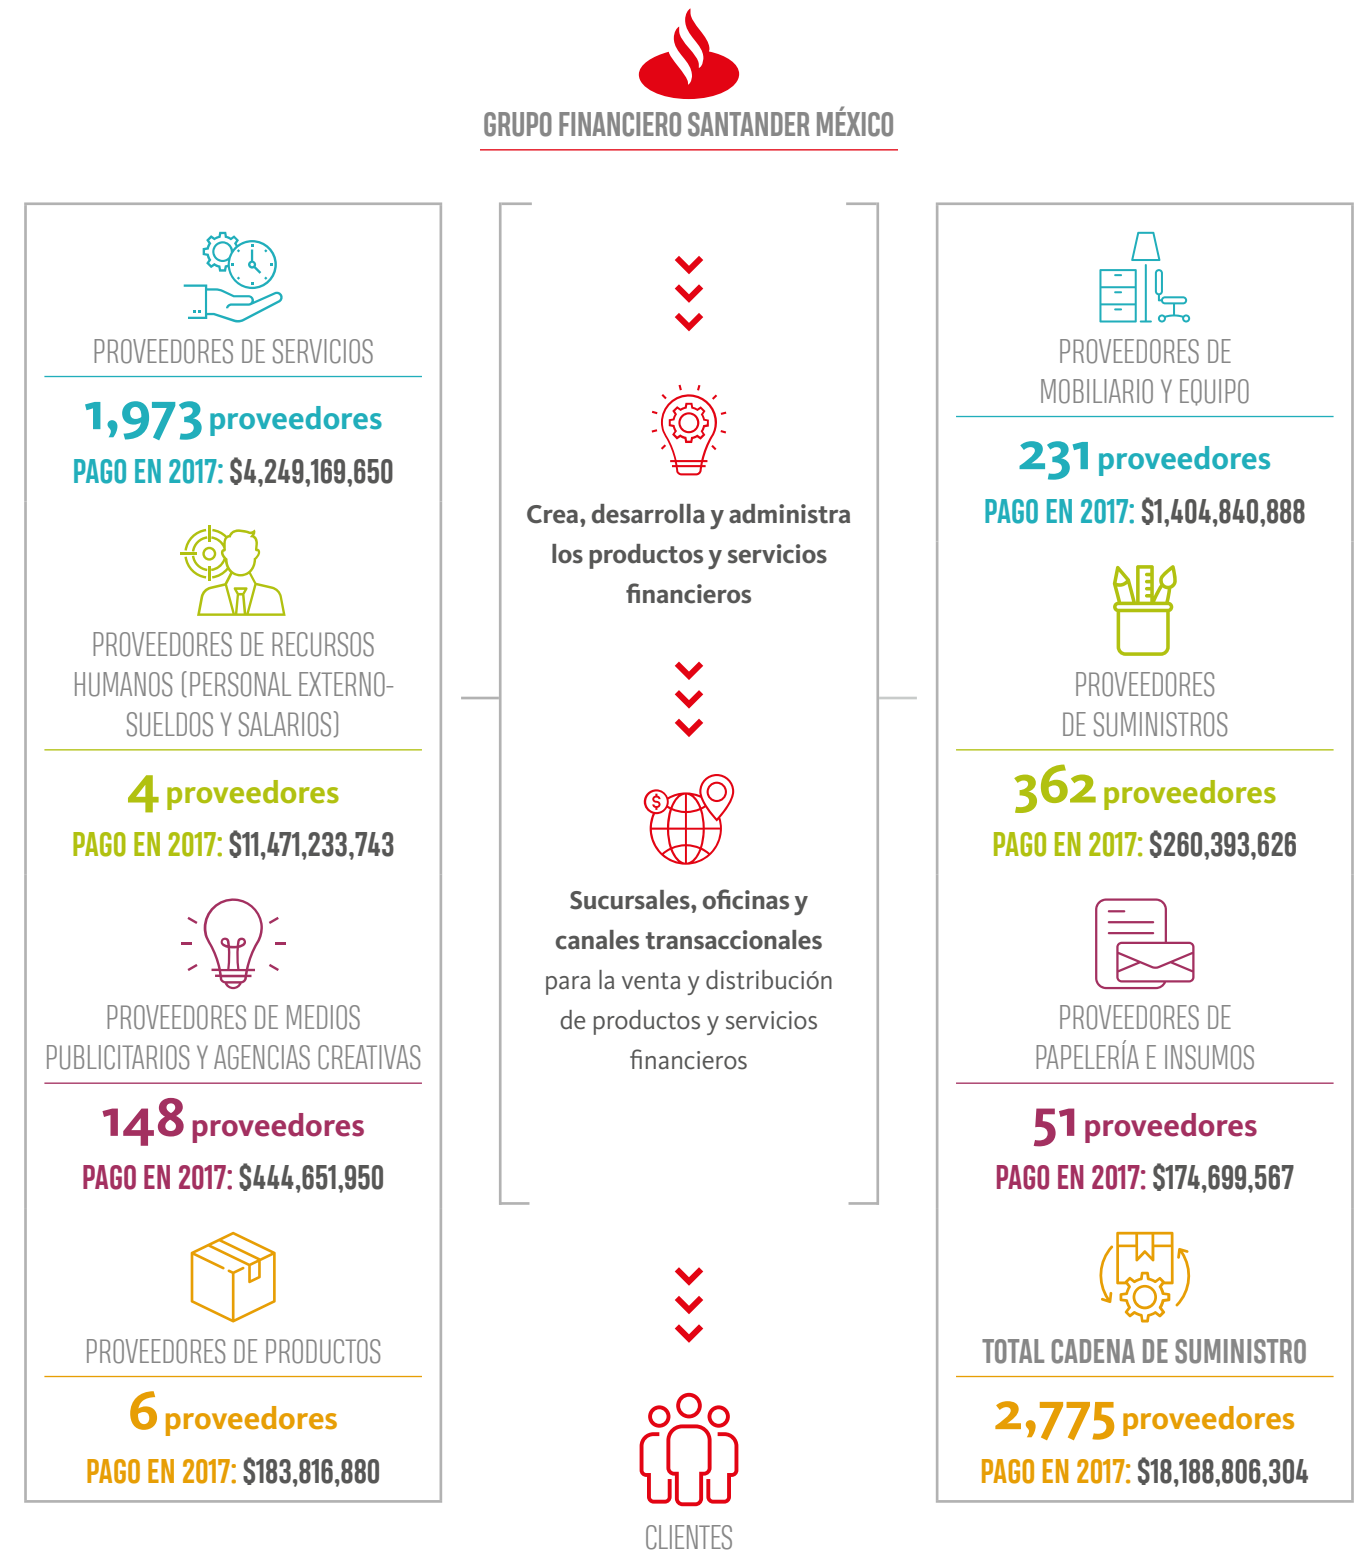 GRUPO FINANCIERO SANTANDER MÉXICO
PROVEEDORES DE SERVICIOS
1,973 proveedores
PAGO EN 2017: $4,249,169,650
PROVEEDORES DE RECURSOS
HUMANOS (PERSONAL EXTERNO-
SUELDOS Y SALARIOS)
4 proveedores
PAGO EN 2017: $11,471,233,743
PROVEEDORES DE MEDIOS
PUBLICITARIOS Y AGENCIAS CREATIVAS
148 proveedores
PAGO EN 2017: $444,651,950
PROVEEDORES DE PRODUCTOS
6 proveedores
PAGO EN 2017: $183,816,880
Crea, desarrolla y administra
los productos y servicios
financieros
$
Sucursales, oficinas y
canales transaccionales
para la venta y distribución
de productos y servicios
financieros
CLIENTES
PROVEEDORES DE
MOBILIARIO Y EQUIPO
231 proveedores
PAGO EN 2017: $1,404,840,888
PROVEEDORES
DE SUMINISTROS
362 proveedores
PAGO EN 2017: $260,393,626
PROVEEDORES DE
PAPELERÍA E INSUMOS
51 proveedores
PAGO EN 2017: $174,699,567
TOTAL CADENA DE SUMINISTRO
2,775 proveedores
PAGO EN 2017: $18,188,806,304